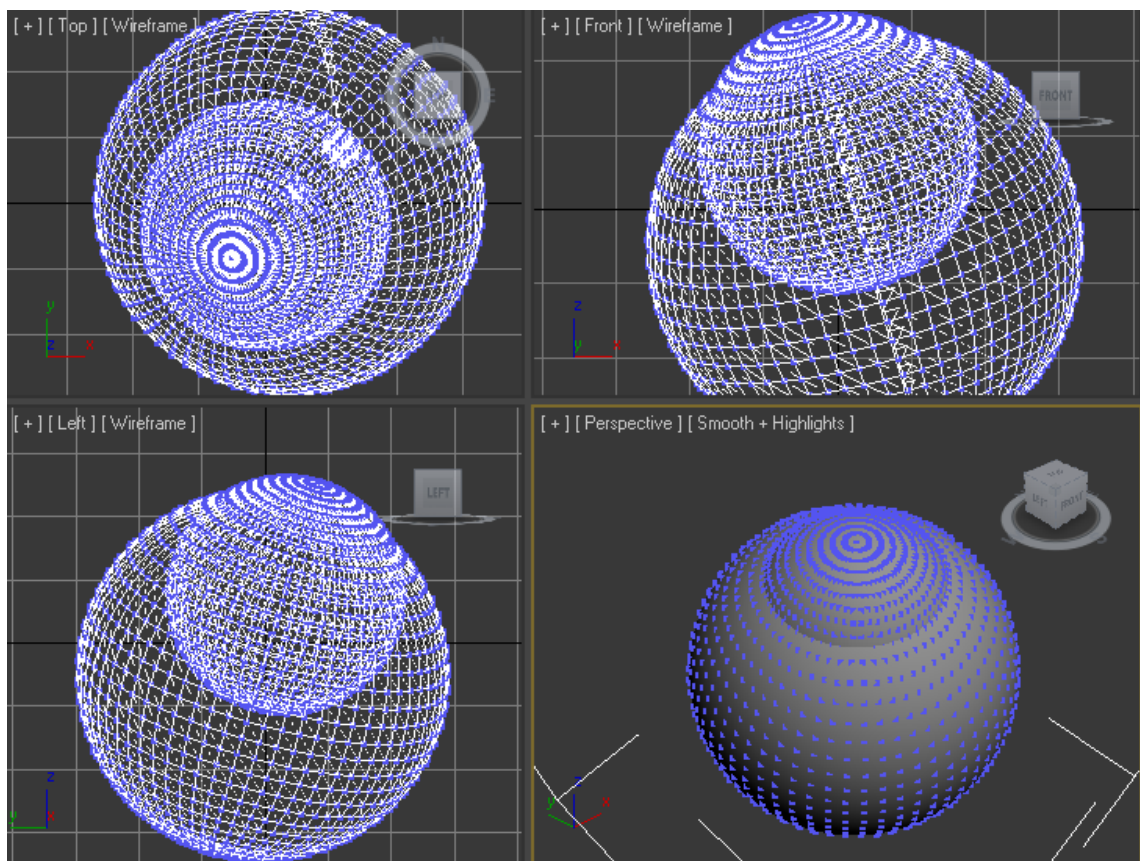 [ + ] [ Top ] [ Wireframe ]
N
E
y
z
x
[ + ] [ Front ] [ Wireframe ]
FRONT
z
y
x
[ + ] [ Left ] [ Wireframe ]
LEFT
z
y
x
[ + ] [ Perspective ] [ Smooth + Highlights ]
LEFT
FRONT
z
y
x